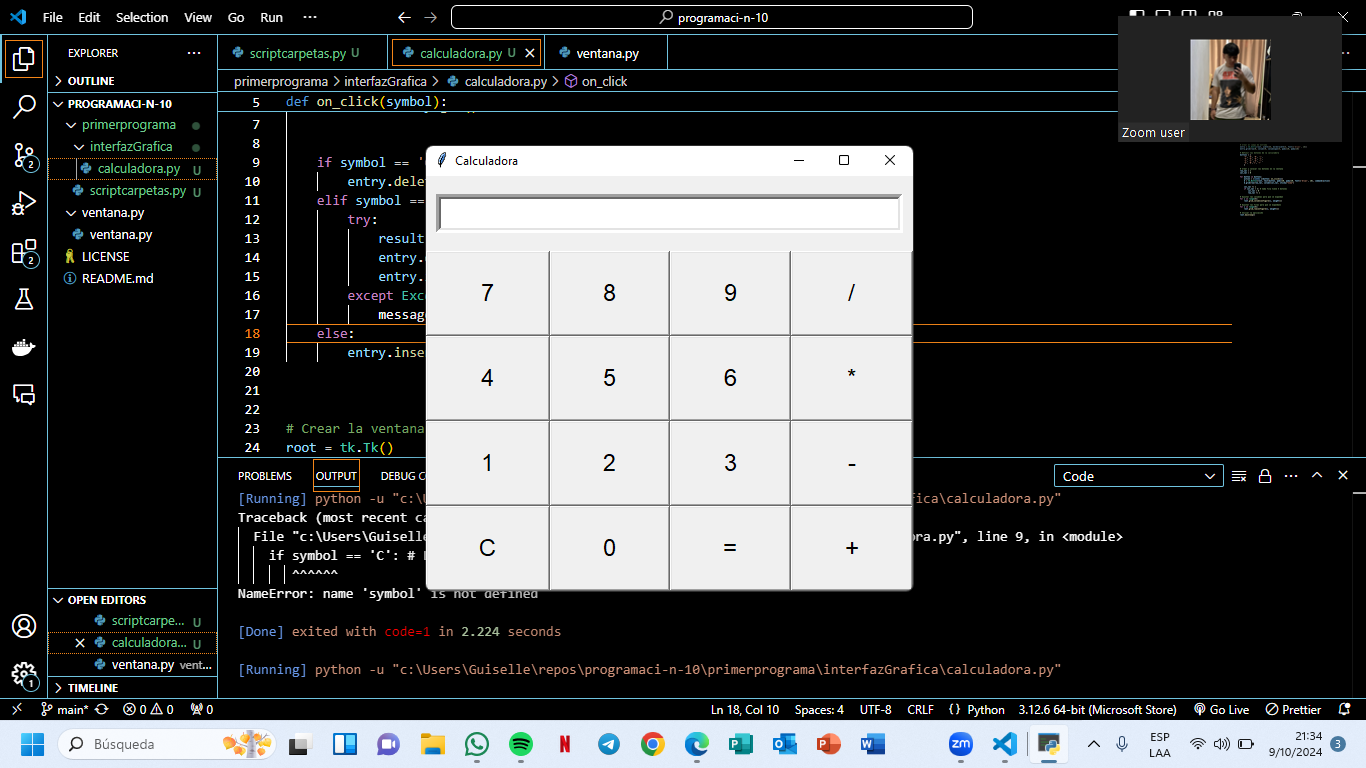 File Edit Selection View Go Run ··· programaci-n-10
EXPLORER ···
OUTLINE
PROGRAMACI-N-10
primerprograma
interfazGrafica
calculadora.py U
scriptcarpetas.py U
ventana.py
ventana.py
LICENSE
README.md
OPEN EDITORS
scriptcarpe... U
calculadora... U
ventana.py vent...
TIMELINE
scriptcarpetas.py U calculadora.py U ventana.py
primerprograma > interfazGrafica > calculadora.py > on_click
5 def on_click(symbol):
7
8
9 if symbol == '
10 entry.dele
11 elif symbol ==
12 try:
13 result
14 entry.
15 entry.
16 except Exce
17 message
18 else:
19 entry.inse
20
21
22
23 # Crear la ventana
24 root = tk.Tk()
Zoom user
Calculadora
7 8 9 /
4 5 6 *
1 2 3 -
C 0 = +
PROBLEMS OUTPUT DEBUG C Code
[Running] python -u "c:\U fica\calculadora.py"
Traceback (most recent ca
File "c:\Users\Guiselle ora.py", line 9, in <module>
if symbol == 'C': #
^^^^^^
NameError: name 'symbol' is not defined
[Done] exited with code=1 in 2.224 seconds
[Running] python -u "c:\Users\Guiselle\repos\programaci-n-10\primerprograma\interfazGrafica\calculadora.py"
main* 0 0 0 Ln 18, Col 10 Spaces: 4 UTF-8 CRLF {} Python 3.12.6 64-bit (Microsoft Store) Go Live Prettier
Búsqueda
ESP
LAA
21:34
9/10/2024
3